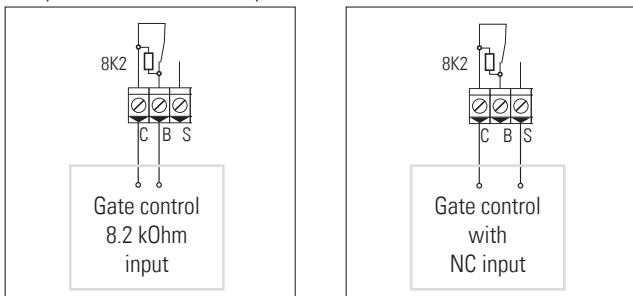 8K2
C B S
Gate control
8.2 kOhm
input
8K2
C B S
Gate control
with
NC input